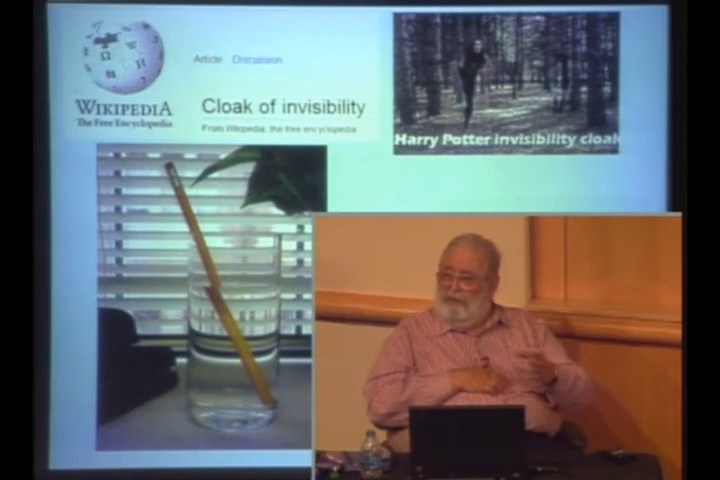 Article Discussion
WIKIPEDIA
The Free Encyclopedia
Cloak of invisibility
From Wikipedia, the free encyclopedia
Harry Potter invisibility cloak